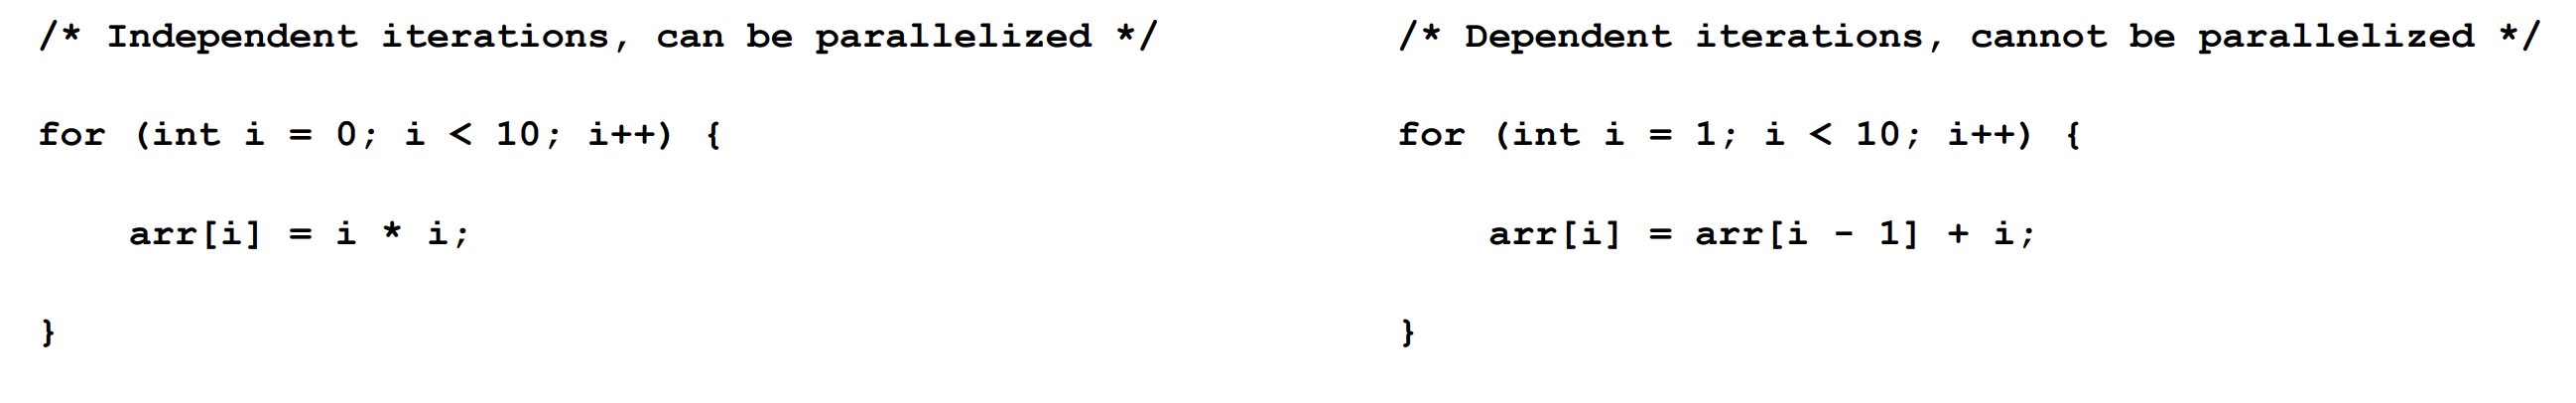 /* Independent iterations, can be parallelized */
for (int i = 0; i < 10; i++) {
    arr[i] = i * i;
}
/* Dependent iterations, cannot be parallelized */
for (int i = 1; i < 10; i++) {
    arr[i] = arr[i - 1] + i;
}